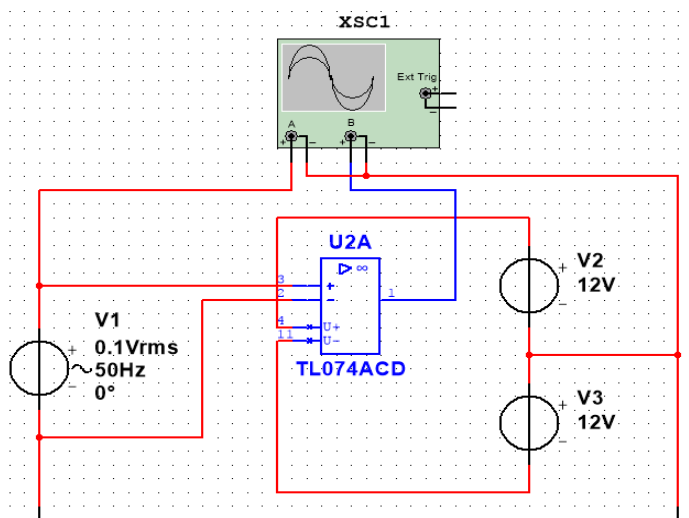 XSC1
Ext Trig
+
−
A
B
+
−
+
−
U2A
▷ ∞
3
+
2
−
1
4
U+
11
U−
TL074ACD
V1
+
0.1Vrms
~
50Hz
−
0°
V2
+
12V
−
V3
+
12V
−